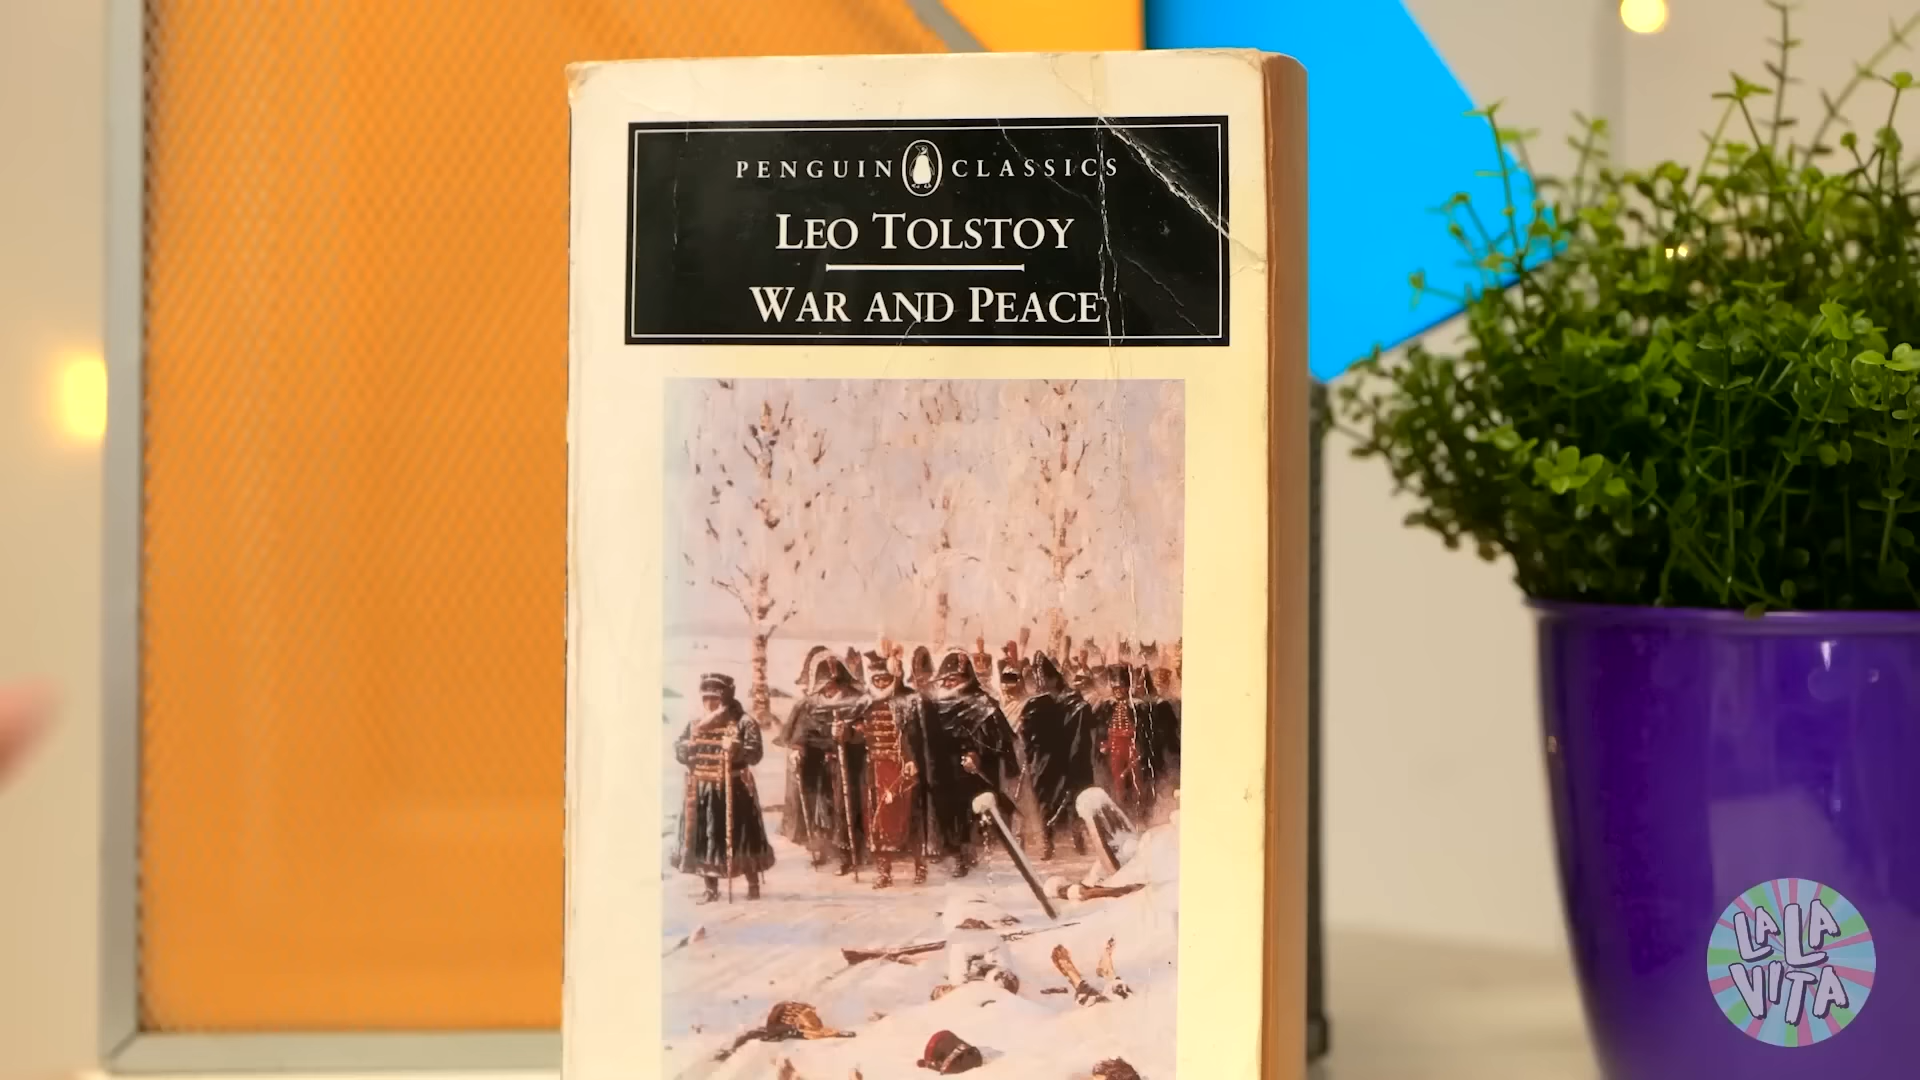 PENGUIN CLASSICS
LEO TOLSTOY
WAR AND PEACE
LA LA
VITA